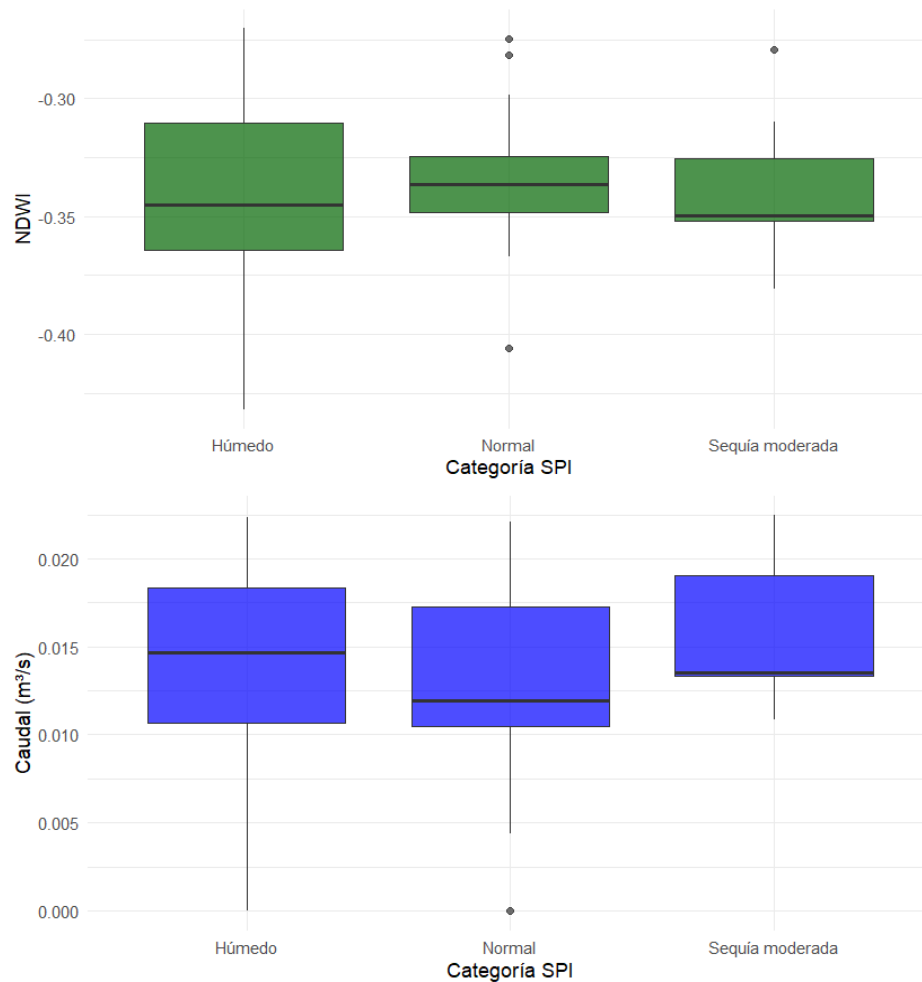 -0.30
-0.35
-0.40
NDWI
Húmedo
Normal
Sequía moderada
Categoría SPI
0.020
0.015
0.010
0.005
0.000
Caudal (m³/s)
Húmedo
Normal
Sequía moderada
Categoría SPI